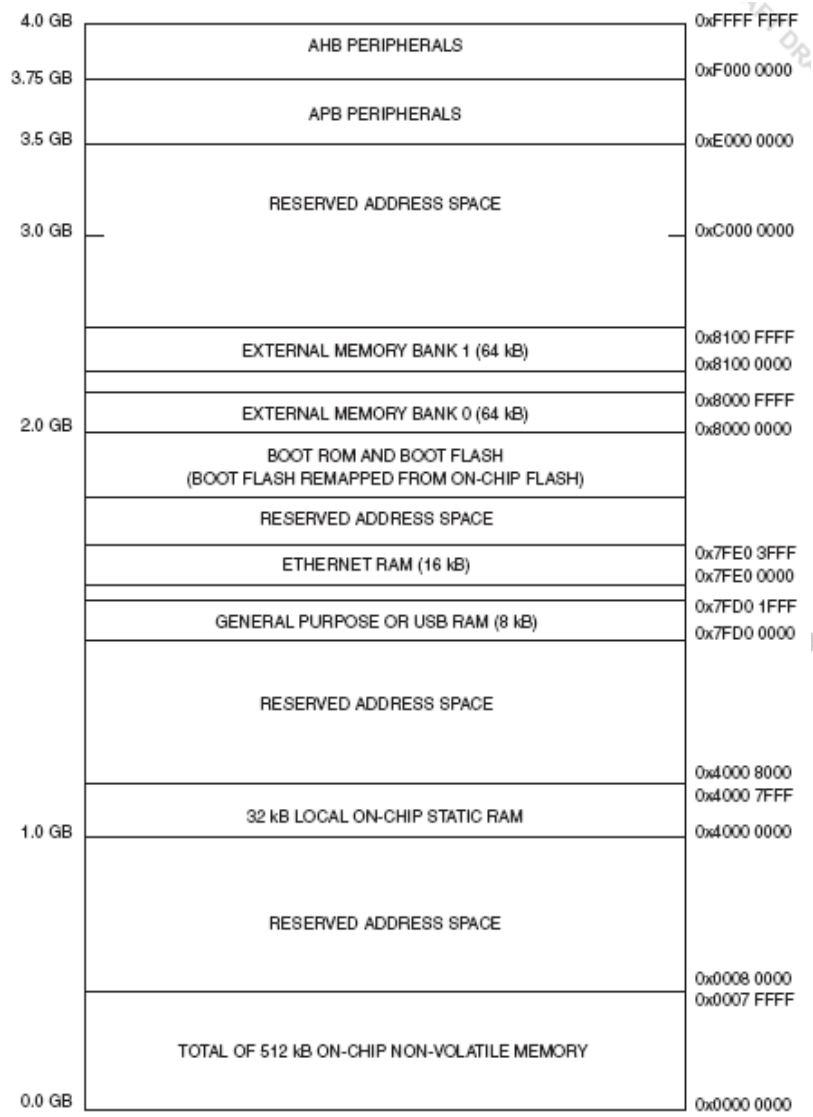 4.0 GB 0xFFFF FFFF
AHB PERIPHERALS
3.75 GB 0xF000 0000
APB PERIPHERALS
3.5 GB 0xE000 0000
RESERVED ADDRESS SPACE
3.0 GB 0xC000 0000
0x8100 FFFF
EXTERNAL MEMORY BANK 1 (64 kB)
0x8100 0000
0x8000 FFFF
EXTERNAL MEMORY BANK 0 (64 kB)
2.0 GB 0x8000 0000
BOOT ROM AND BOOT FLASH
(BOOT FLASH REMAPPED FROM ON-CHIP FLASH)
RESERVED ADDRESS SPACE
0x7FE0 3FFF
ETHERNET RAM (16 kB)
0x7FE0 0000
0x7FD0 1FFF
GENERAL PURPOSE OR USB RAM (8 kB)
0x7FD0 0000
RESERVED ADDRESS SPACE
0x4000 8000
0x4000 7FFF
32 kB LOCAL ON-CHIP STATIC RAM
1.0 GB 0x4000 0000
RESERVED ADDRESS SPACE
0x0008 0000
0x0007 FFFF
TOTAL OF 512 kB ON-CHIP NON-VOLATILE MEMORY
0.0 GB 0x0000 0000